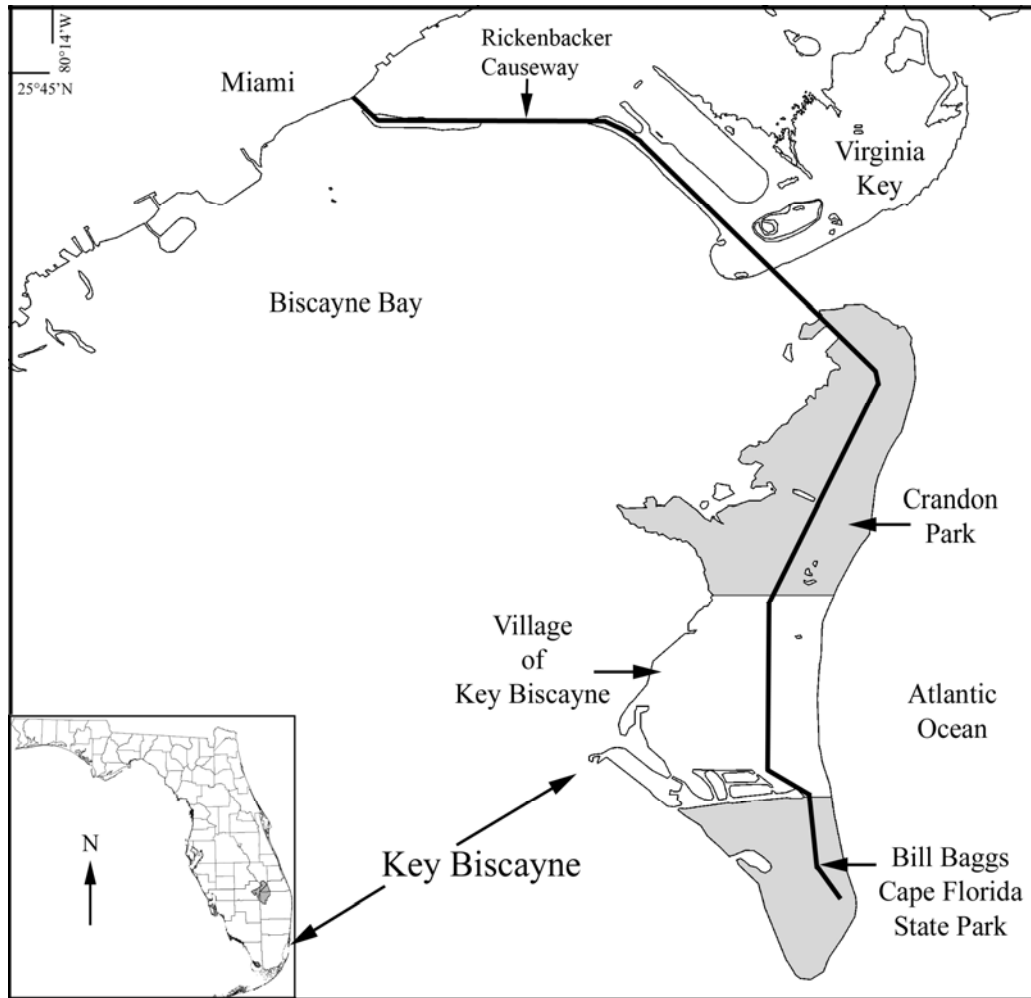 80°14'W
25°45'N
Miami
Rickenbacker
Causeway
Virginia
Key
Biscayne Bay
Crandon
Park
Village
of
Key Biscayne
Atlantic
Ocean
N
Key Biscayne
Bill Baggs
Cape Florida
State Park